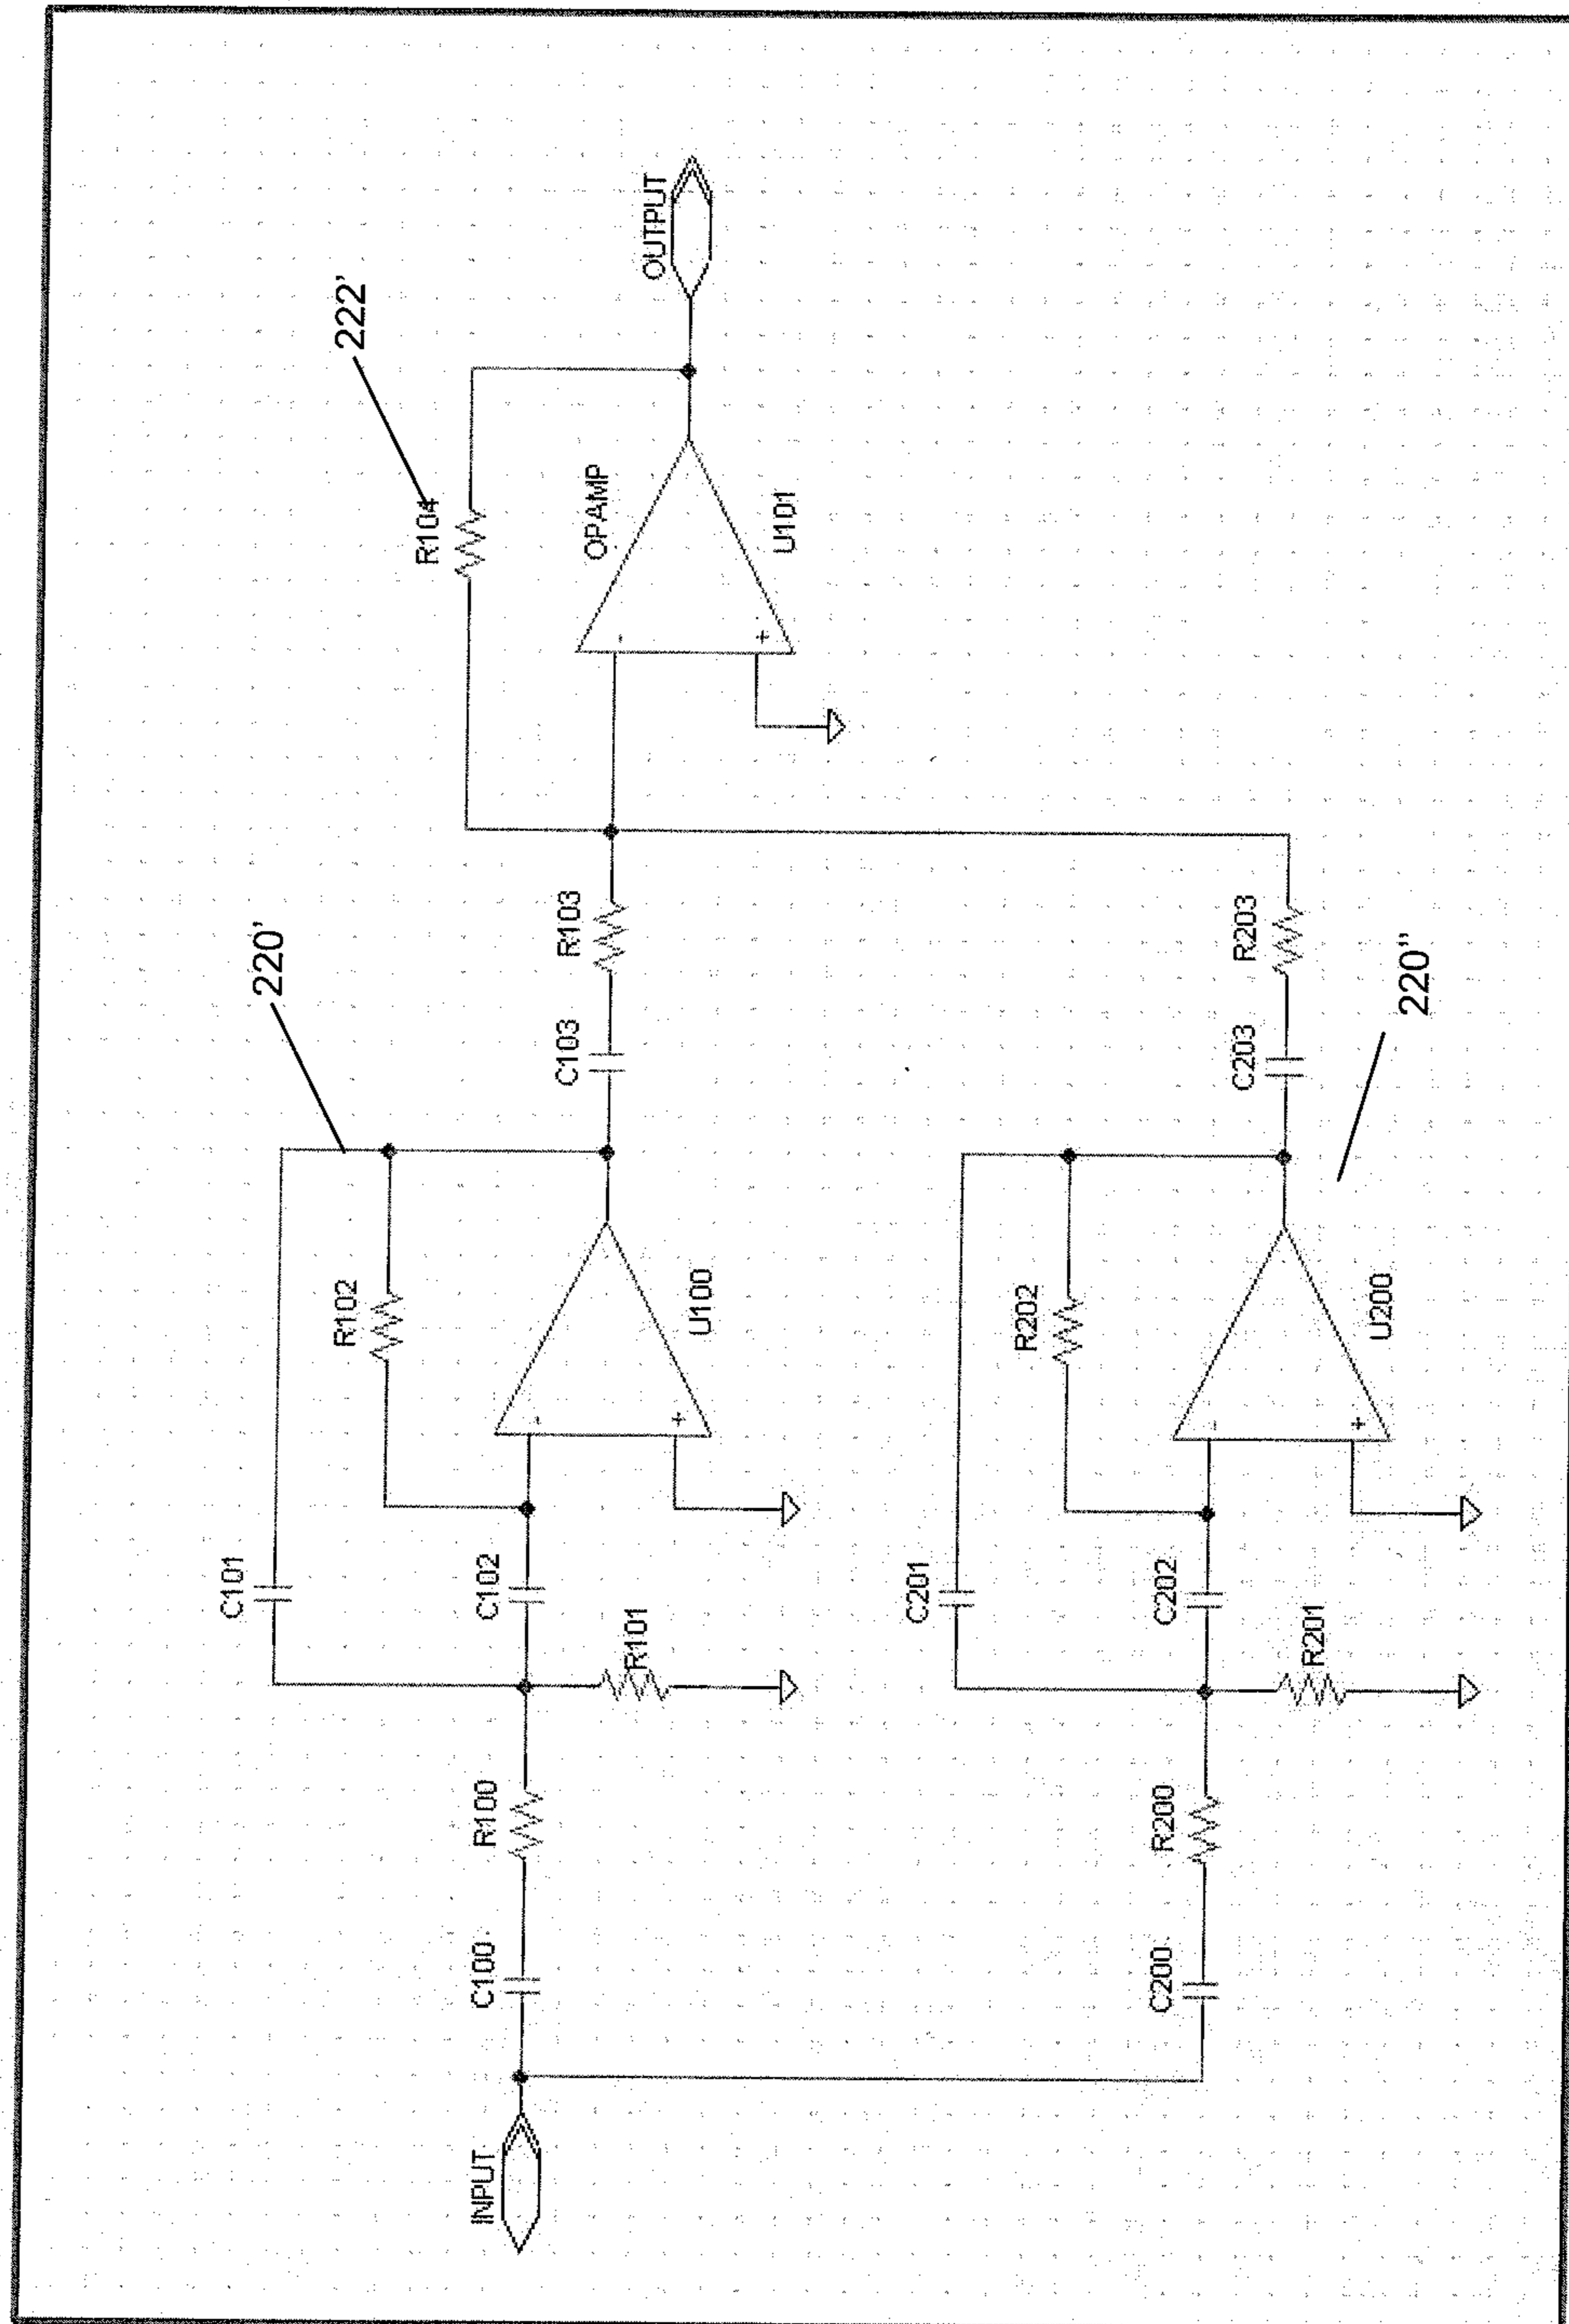 220'
222'
C101
R102
R104
C102
U100
C103
R103
OPAMP
U101
OUTPUT
INPUT
C100
R100
R101
C201
R202
C200
R200
C202
R201
U200
C203
R203
220"